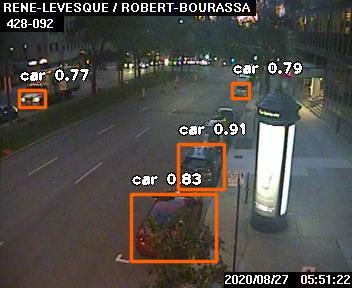 RENE-LEVESQUE / ROBERT-BOURASSA
428-092
car 0.77
car 0.79
car 0.91
car 0.83
2020/08/27 05:51:22